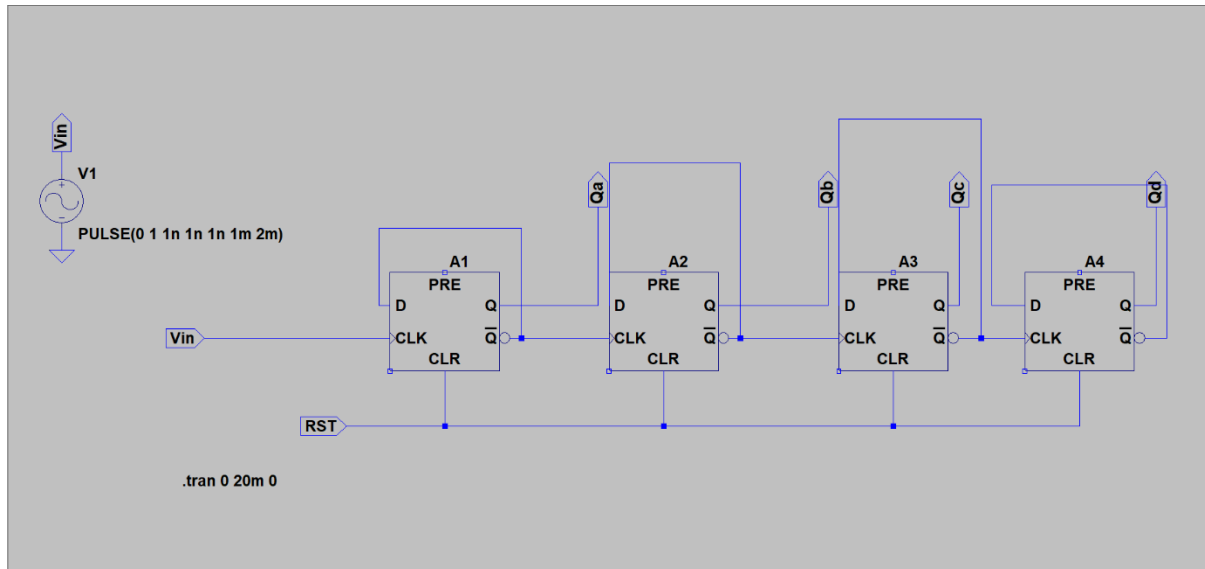 Vin
V1
PULSE(0 1 1n 1n 1n 1m 2m)
Qa
Qb
Qc
Qd
A1
A2
A3
A4
PRE
PRE
PRE
PRE
D
Q
D
Q
D
Q
D
Q
Vin
CLK
Q̅
CLK
Q̅
CLK
Q̅
CLK
Q̅
CLR
CLR
CLR
CLR
RST
.tran 0 20m 0